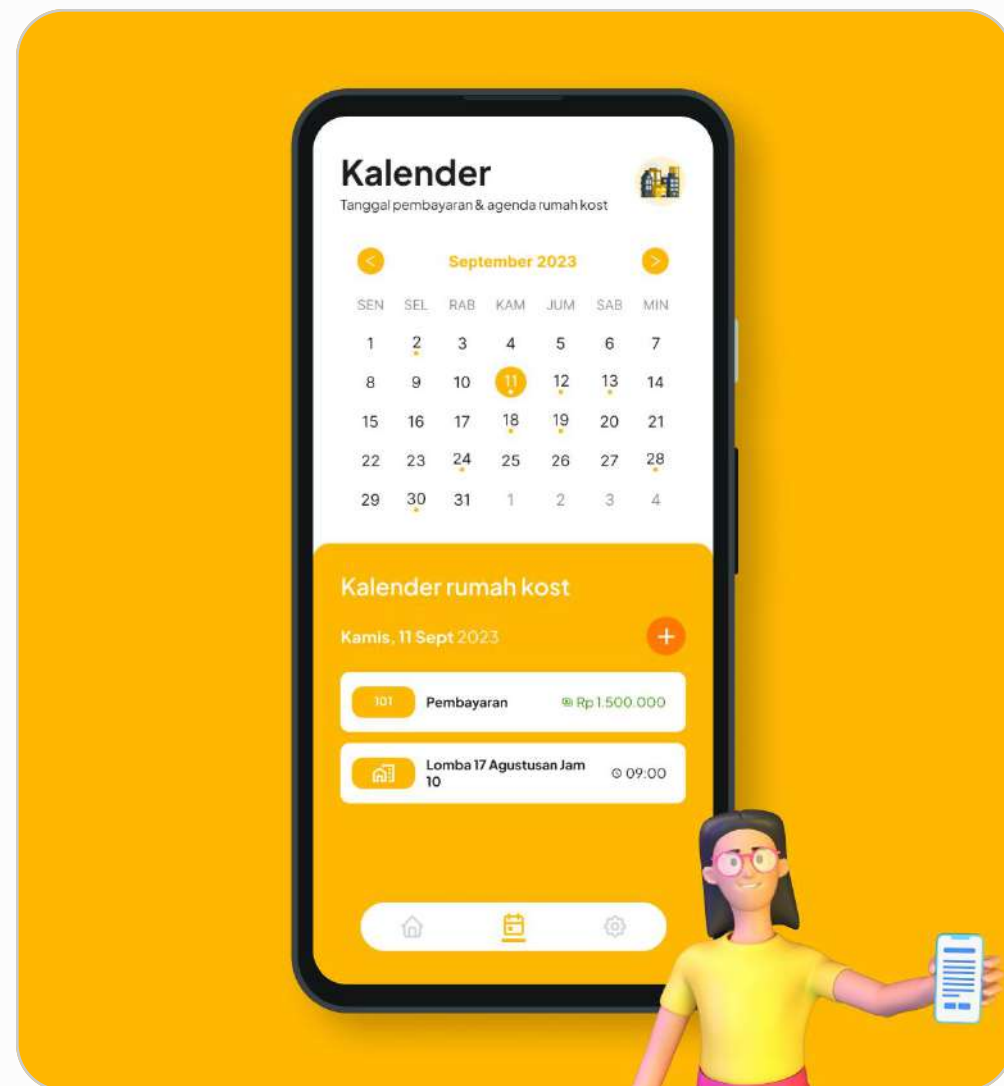 Kalender
Tanggal pembayaran & agenda rumah kost
< September 2023 >
SEN SEL RAB KAM JUM SAB MIN
1 2 3 4 5 6 7
8 9 10 11 12 13 14
15 16 17 18 19 20 21
22 23 24 25 26 27 28
29 30 31 1 2 3 4
Kalender rumah kost
Kamis, 11 Sept 2023
+
101 Pembayaran Rp 1.500.000
Lomba 17 Agustusan Jam
10
09:00